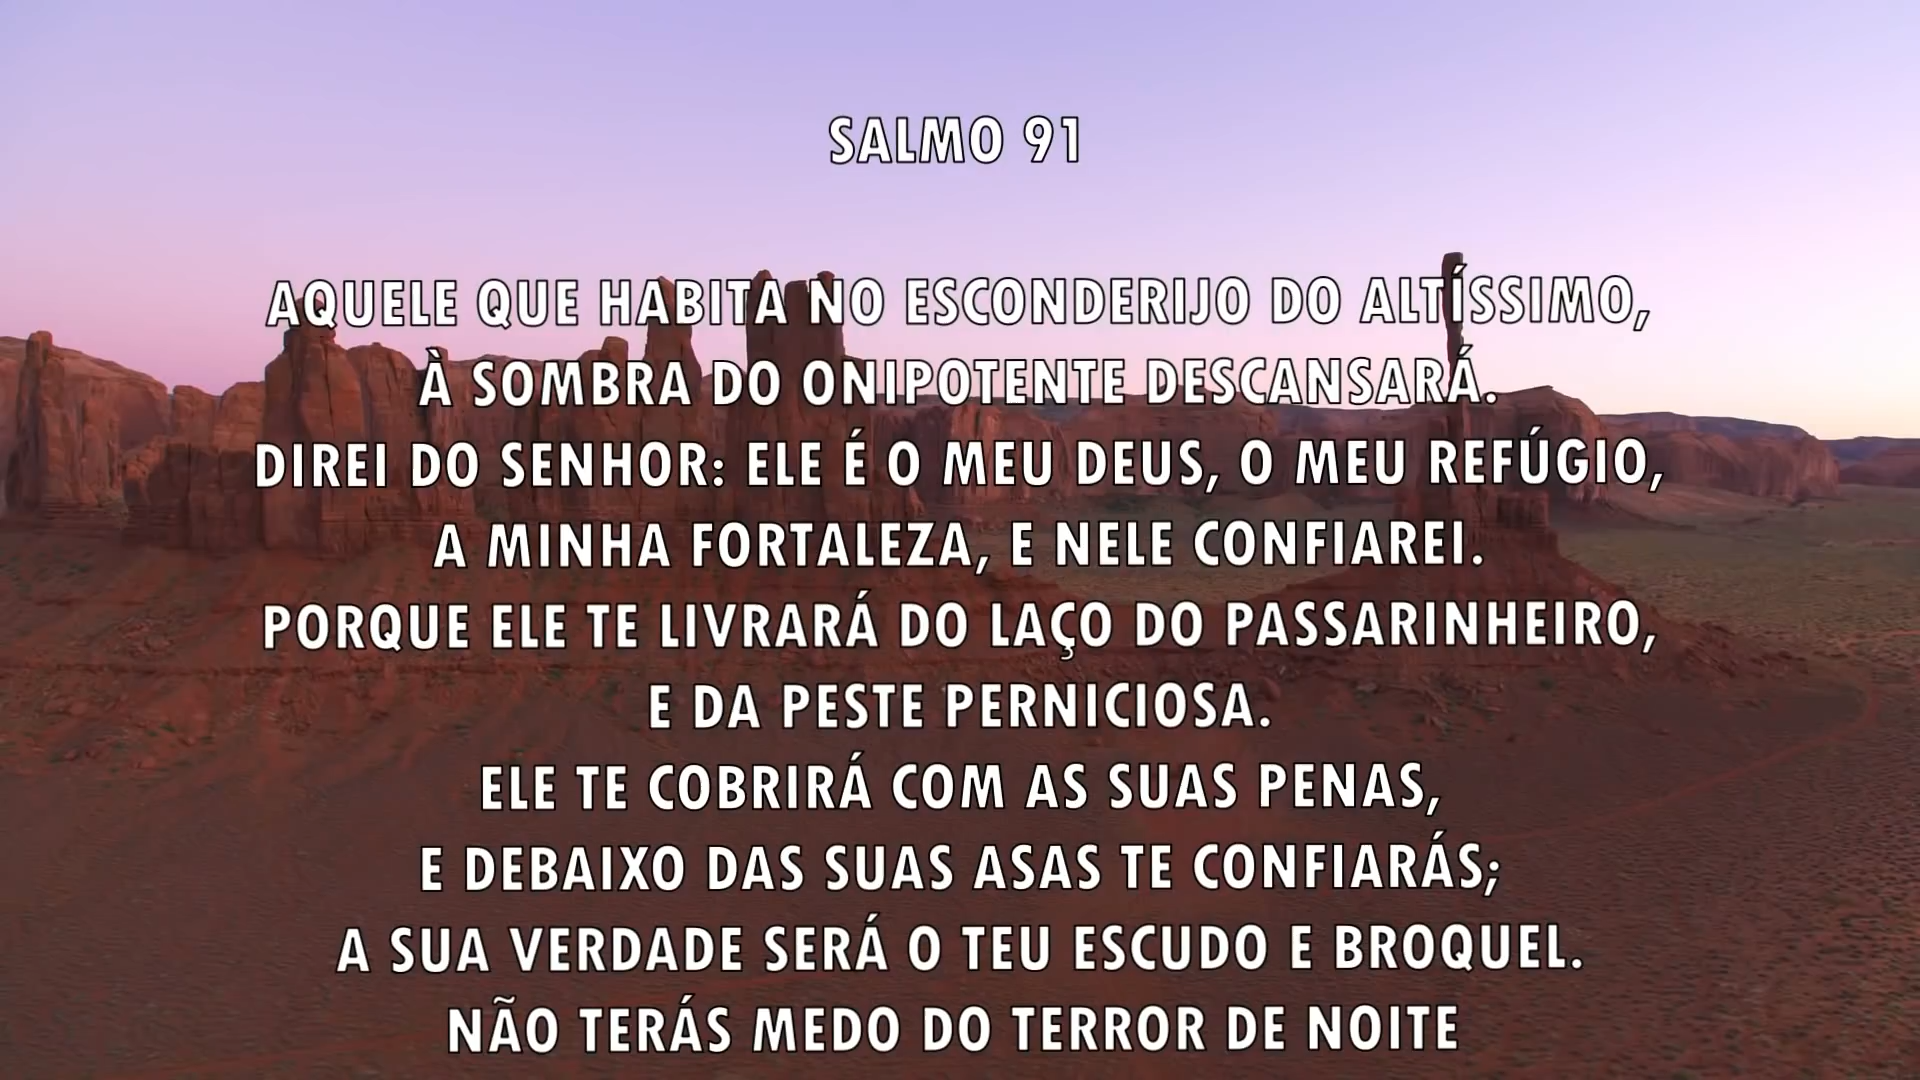 SALMO 91
AQUELE QUE HABITA NO ESCONDERIJO DO ALTÍSSIMO,
À SOMBRA DO ONIPOTENTE DESCANSARÁ.
DIREI DO SENHOR: ELE É O MEU DEUS, O MEU REFÚGIO,
A MINHA FORTALEZA, E NELE CONFIAREI.
PORQUE ELE TE LIVRARÁ DO LAÇO DO PASSARINHEIRO,
E DA PESTE PERNICIOSA.
ELE TE COBRIRÁ COM AS SUAS PENAS,
E DEBAIXO DAS SUAS ASAS TE CONFIARÁS;
A SUA VERDADE SERÁ O TEU ESCUDO E BROQUEL.
NÃO TERÁS MEDO DO TERROR DE NOITE